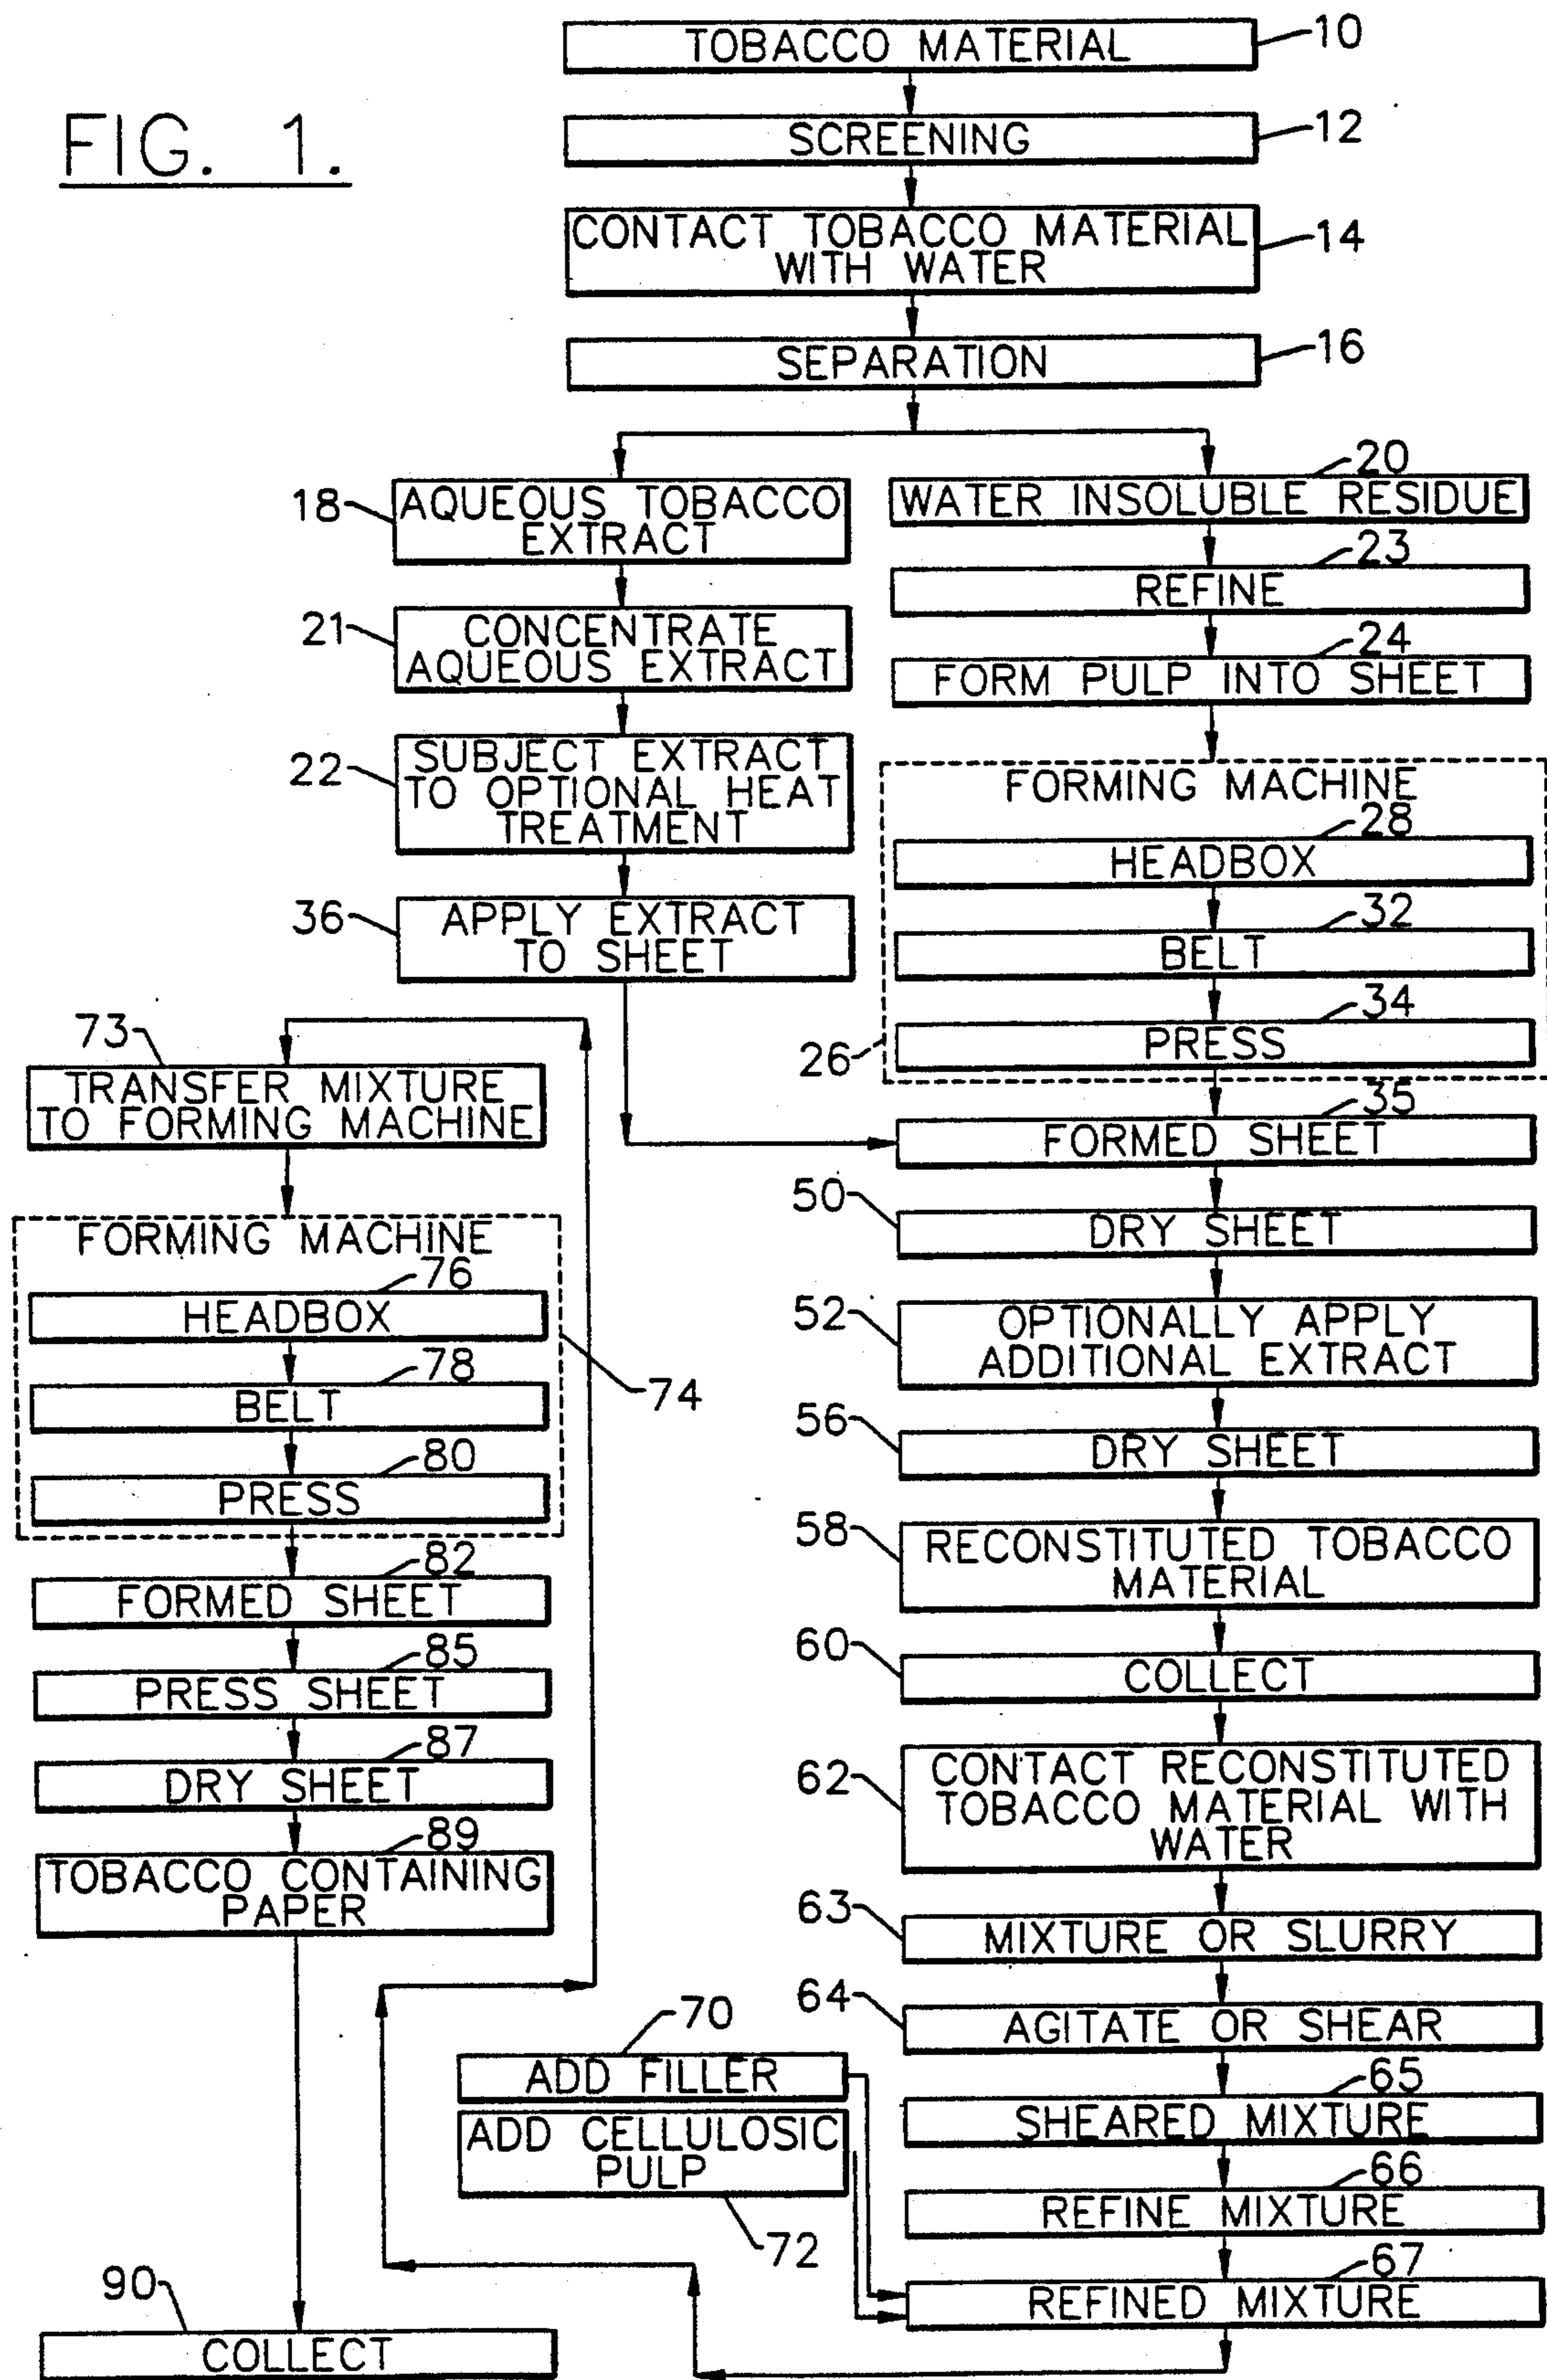 FIG. 1.
TOBACCO MATERIAL
10
SCREENING
12
CONTACT TOBACCO MATERIAL
WITH WATER
14
SEPARATION
16
18
AQUEOUS TOBACCO
EXTRACT
21
CONCENTRATE
AQUEOUS EXTRACT
22
SUBJECT EXTRACT
TO OPTIONAL HEAT
TREATMENT
36
APPLY EXTRACT
TO SHEET
20
WATER INSOLUBLE RESIDUE
23
REFINE
24
FORM PULP INTO SHEET
FORMING MACHINE
28
HEADBOX
32
BELT
34
PRESS
26
35
FORMED SHEET
50
DRY SHEET
52
OPTIONALLY APPLY
ADDITIONAL EXTRACT
56
DRY SHEET
58
RECONSTITUTED TOBACCO
MATERIAL
60
COLLECT
62
CONTACT RECONSTITUTED
TOBACCO MATERIAL WITH
WATER
63
MIXTURE OR SLURRY
64
AGITATE OR SHEAR
65
SHEARED MIXTURE
66
REFINE MIXTURE
67
REFINED MIXTURE
70
ADD FILLER
ADD CELLULOSIC
PULP
72
73
TRANSFER MIXTURE
TO FORMING MACHINE
FORMING MACHINE
76
HEADBOX
78
BELT
74
80
PRESS
82
FORMED SHEET
85
PRESS SHEET
87
DRY SHEET
89
TOBACCO CONTAINING
PAPER
90
COLLECT